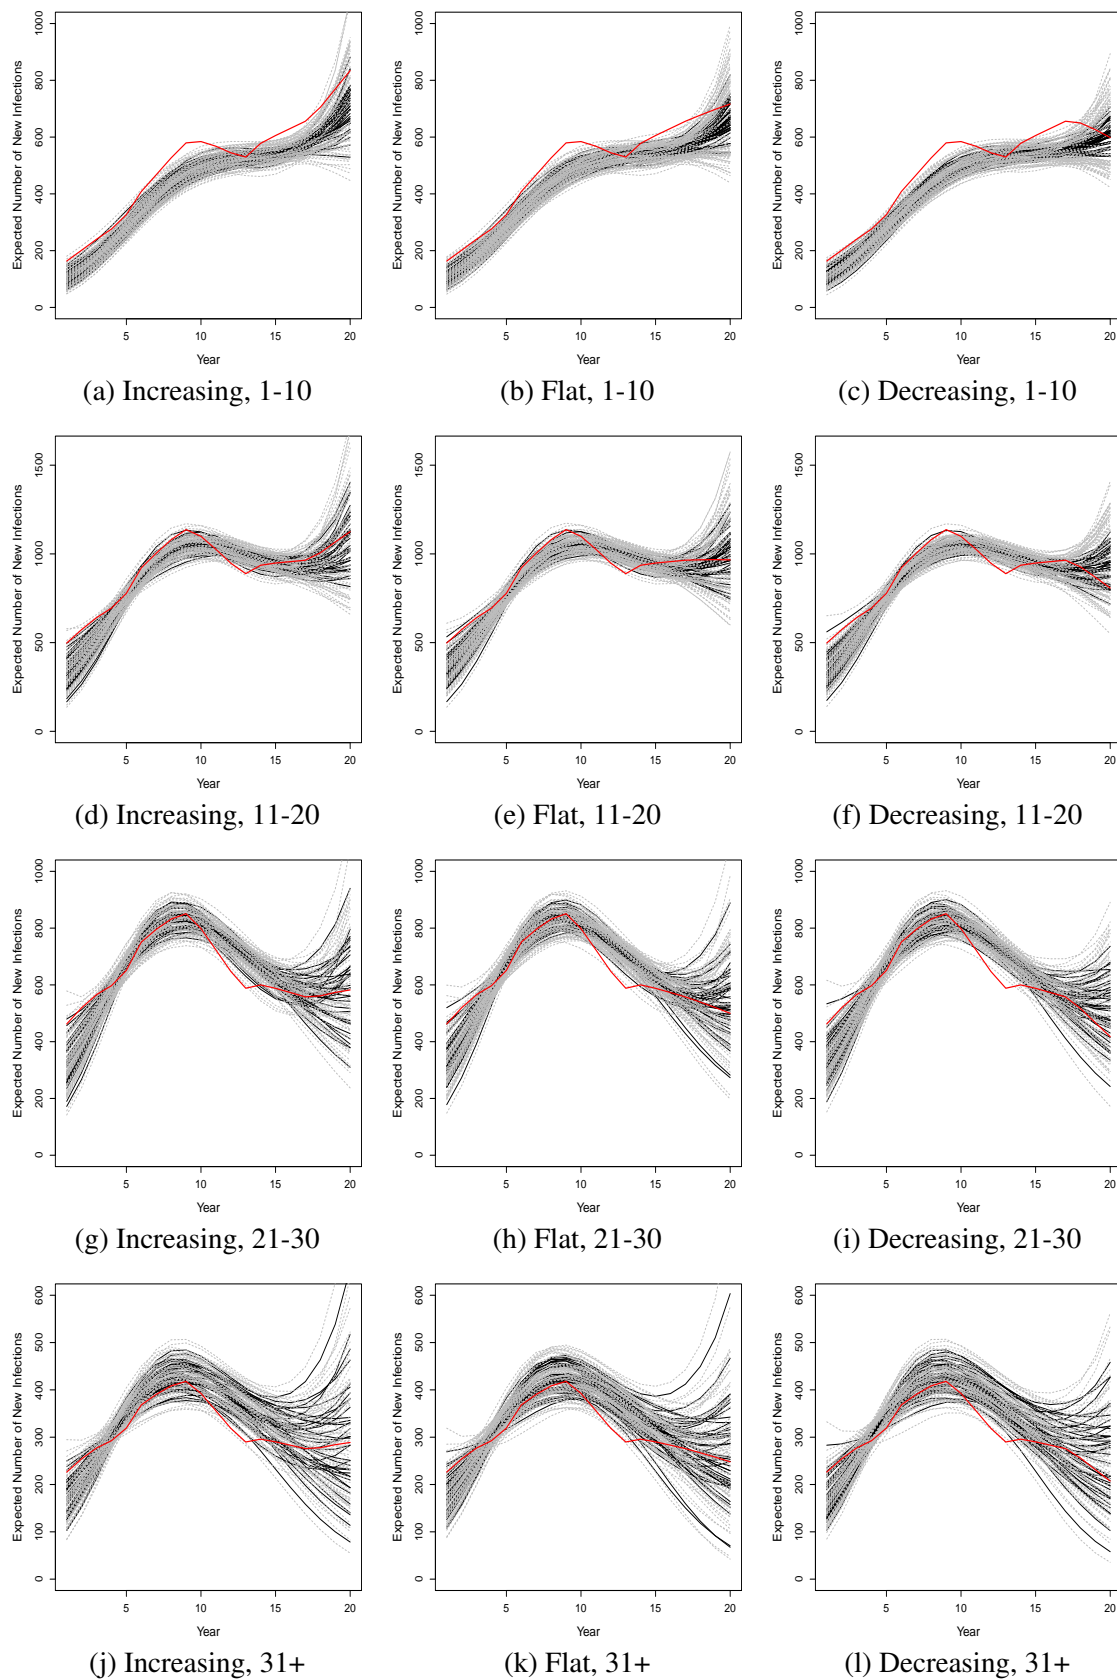 Expected Number of New Infections
0 200 400 600 800 1000
5 10 15 20
Year
(a) Increasing, 1-10
Expected Number of New Infections
0 200 400 600 800 1000
5 10 15 20
Year
(b) Flat, 1-10
Expected Number of New Infections
0 200 400 600 800 1000
5 10 15 20
Year
(c) Decreasing, 1-10
Expected Number of New Infections
0 500 1000 1500
5 10 15 20
Year
(d) Increasing, 11-20
Expected Number of New Infections
0 500 1000 1500
5 10 15 20
Year
(e) Flat, 11-20
Expected Number of New Infections
0 500 1000 1500
5 10 15 20
Year
(f) Decreasing, 11-20
Expected Number of New Infections
0 200 400 600 800 1000
5 10 15 20
Year
(g) Increasing, 21-30
Expected Number of New Infections
0 200 400 600 800 1000
5 10 15 20
Year
(h) Flat, 21-30
Expected Number of New Infections
0 200 400 600 800 1000
5 10 15 20
Year
(i) Decreasing, 21-30
Expected Number of New Infections
0 100 200 300 400 500 600
5 10 15 20
Year
(j) Increasing, 31+
Expected Number of New Infections
0 100 200 300 400 500 600
5 10 15 20
Year
(k) Flat, 31+
Expected Number of New Infections
0 100 200 300 400 500 600
5 10 15 20
Year
(l) Decreasing, 31+